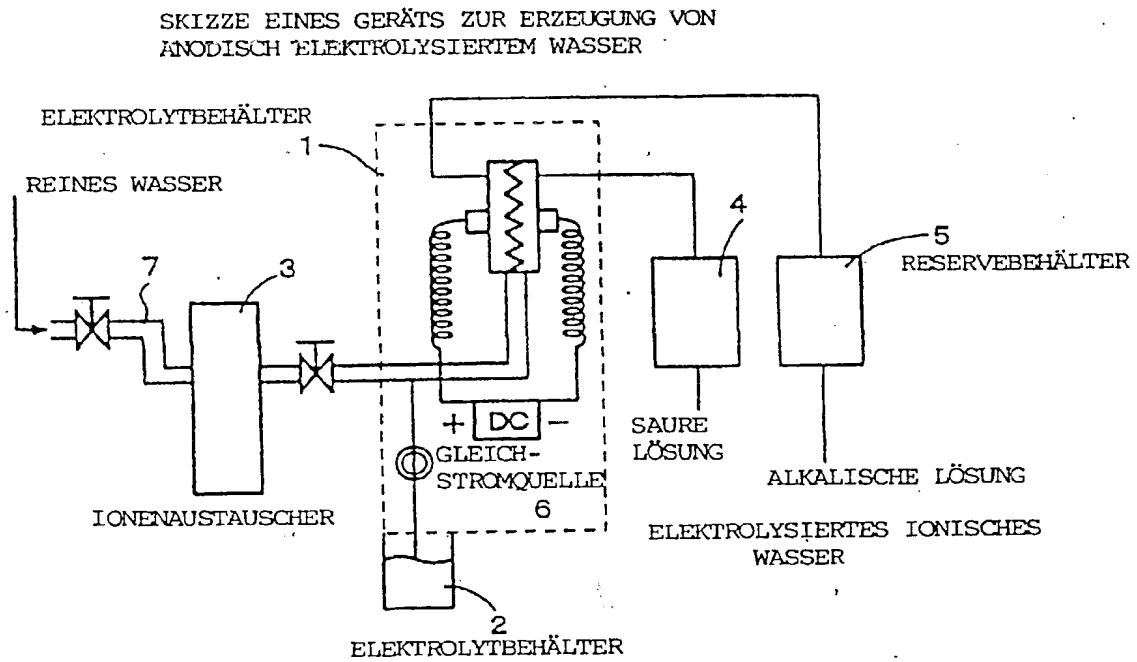 SKIZZE EINES GERÄTS ZUR ERZEUGUNG VON
ANODISCH ELEKTROLYSIERTEM WASSER
ELEKTROLYTBEHÄLTER
1
REINES WASSER
7
3
4
5
RESERVEBEHÄLTER
+ DC −
GLEICH-
STROMQUELLE
6
SAURE
LÖSUNG
ALKALISCHE LÖSUNG
IONENAUSTAUSCHER
ELEKTROLYSIERTES IONISCHES
WASSER
2
ELEKTROLYTBEHÄLTER